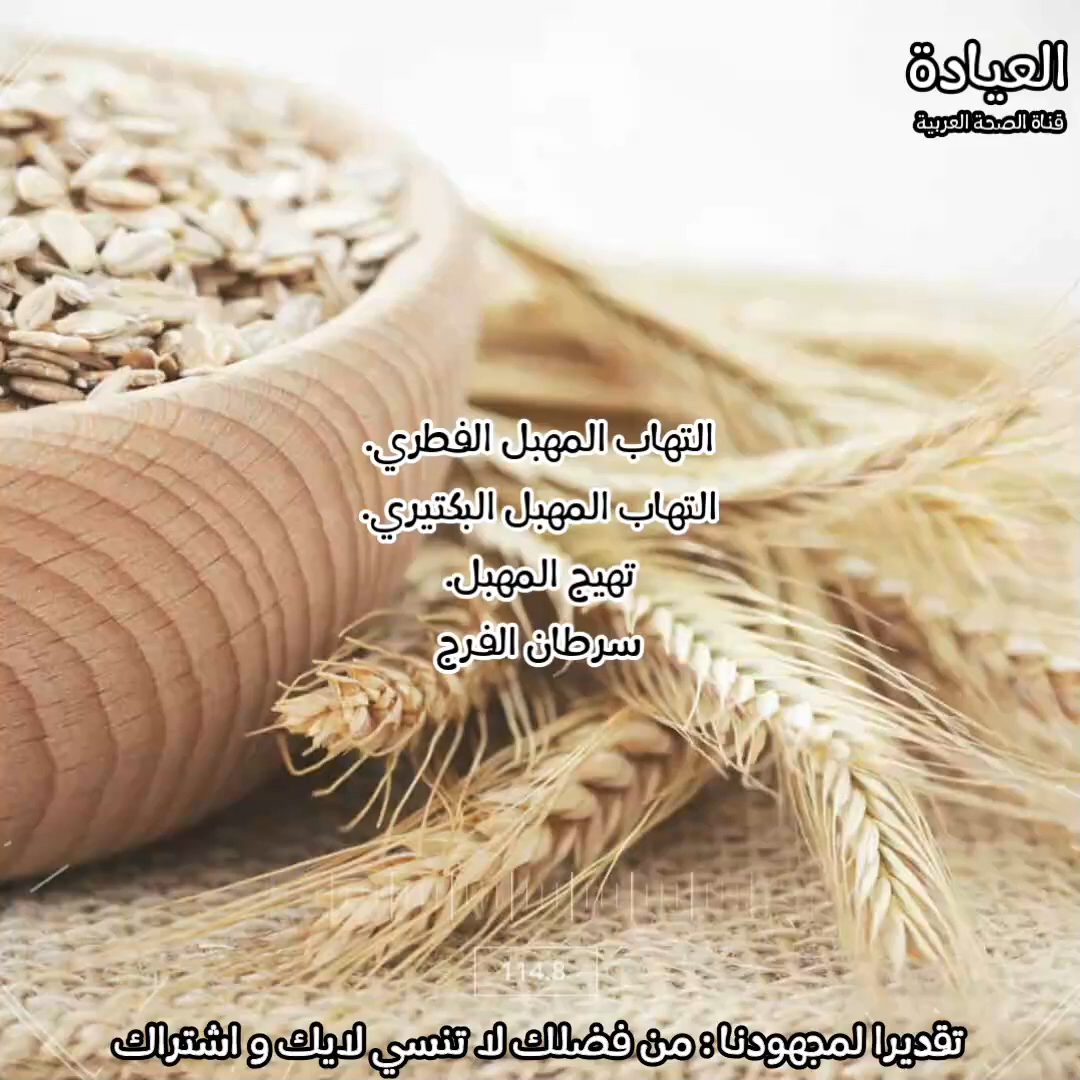 العيادة
قناة الصحة العربية
التهاب المهبل الفطري.
التهاب المهبل البكتيري.
تهيج المهبل.
سرطان الفرج
114.8
تقديرا لمجهودنا : من فضلك لا تنسي لايك و اشتراك